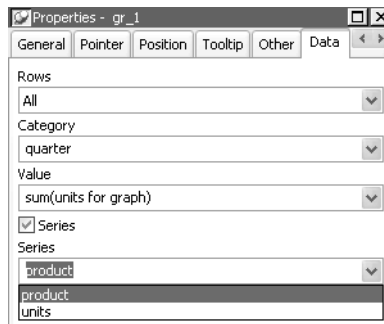 Properties - gr_1
General Pointer Position Tooltip Other Data
Rows
All
Category
quarter
Value
sum(units for graph)
Series
Series
product
product
units